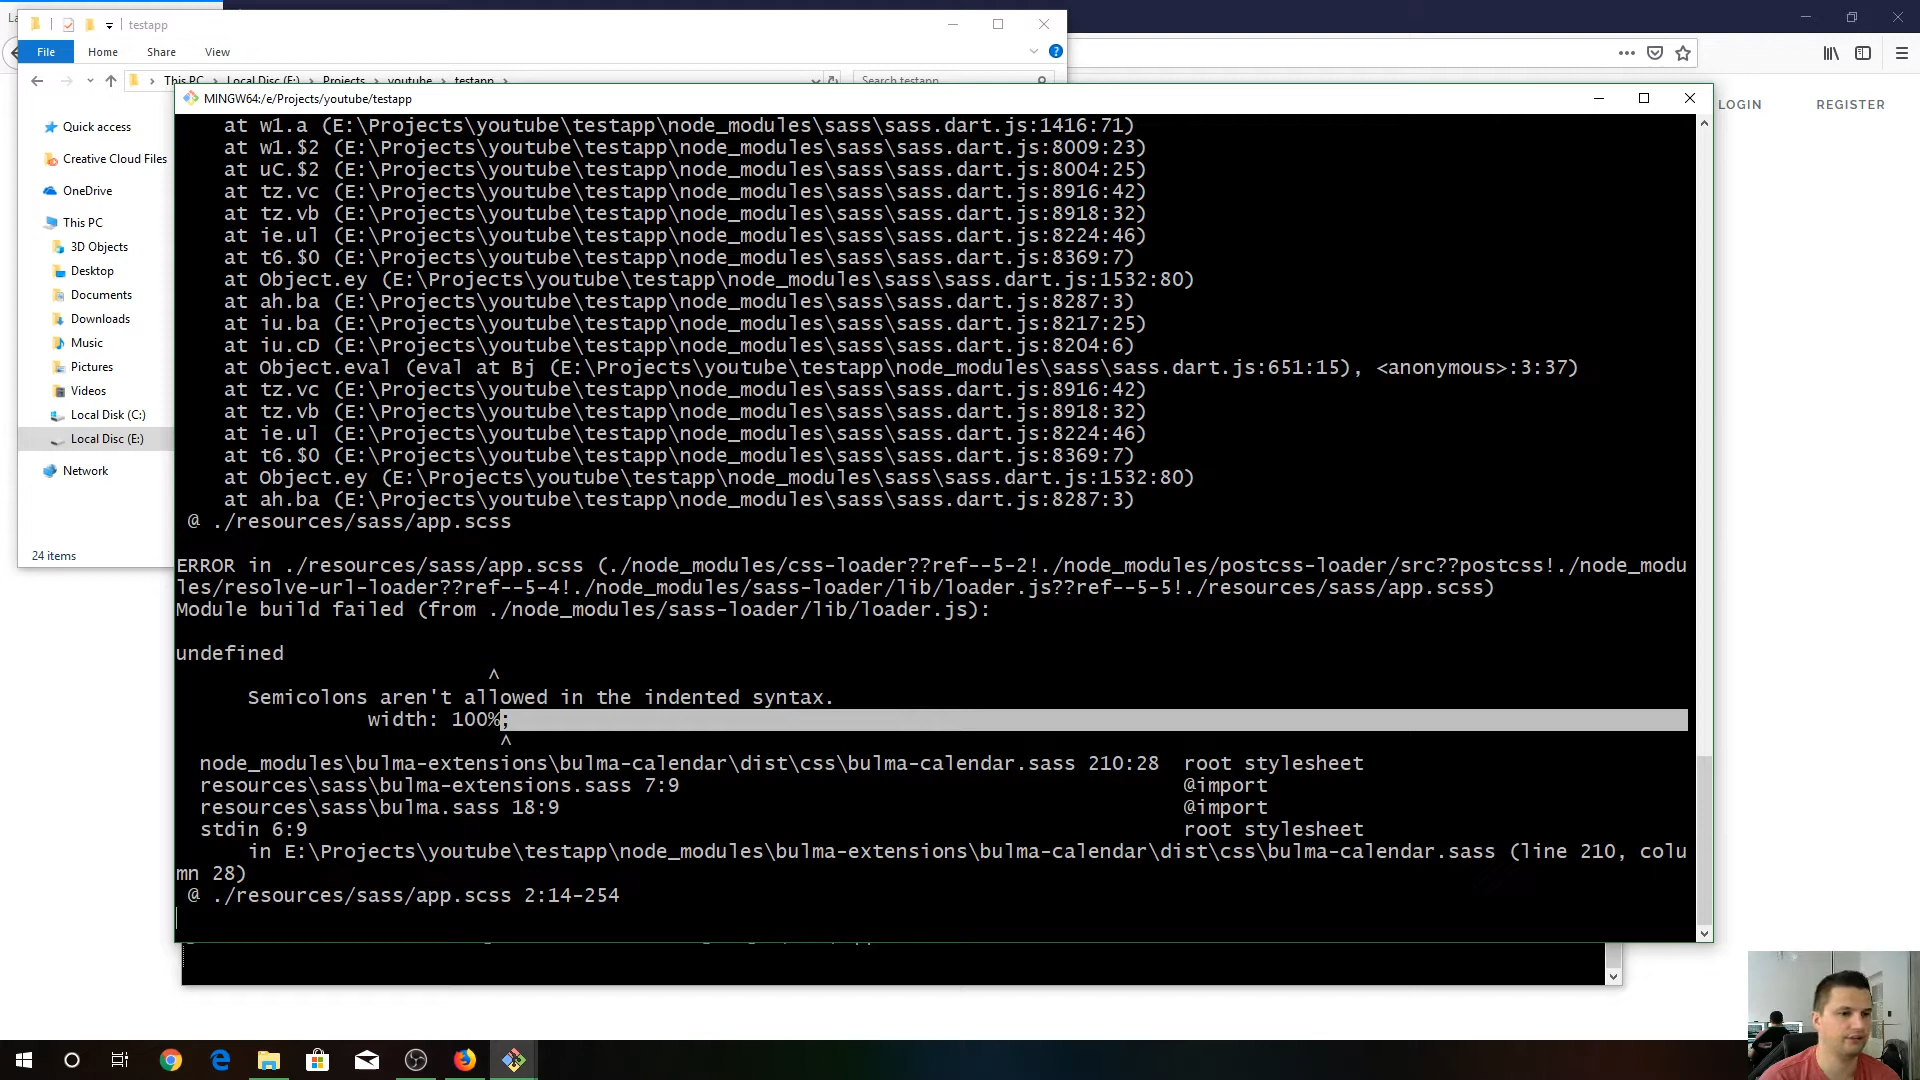 testapp
File
Home
Share
View
This PC
Local Disc (E:)
Projects
youtube
testapp
Search testapp
LOGIN
REGISTER
Quick access
Creative Cloud Files
OneDrive
This PC
3D Objects
Desktop
Documents
Downloads
Music
Pictures
Videos
Local Disk (C:)
Local Disc (E:)
Network
24 items
MINGW64:/e/Projects/youtube/testapp
at w1.a (E:\Projects\youtube\testapp\node_modules\sass\sass.dart.js:1416:71)
at w1.$2 (E:\Projects\youtube\testapp\node_modules\sass\sass.dart.js:8009:23)
at uC.$2 (E:\Projects\youtube\testapp\node_modules\sass\sass.dart.js:8004:25)
at tz.vc (E:\Projects\youtube\testapp\node_modules\sass\sass.dart.js:8916:42)
at tz.vb (E:\Projects\youtube\testapp\node_modules\sass\sass.dart.js:8918:32)
at ie.ul (E:\Projects\youtube\testapp\node_modules\sass\sass.dart.js:8224:46)
at t6.$0 (E:\Projects\youtube\testapp\node_modules\sass\sass.dart.js:8369:7)
at Object.ey (E:\Projects\youtube\testapp\node_modules\sass\sass.dart.js:1532:80)
at ah.ba (E:\Projects\youtube\testapp\node_modules\sass\sass.dart.js:8287:3)
at iu.ba (E:\Projects\youtube\testapp\node_modules\sass\sass.dart.js:8217:25)
at iu.cD (E:\Projects\youtube\testapp\node_modules\sass\sass.dart.js:8204:6)
at Object.eval (eval at Bj (E:\Projects\youtube\testapp\node_modules\sass\sass.dart.js:651:15), <anonymous>:3:37)
at tz.vc (E:\Projects\youtube\testapp\node_modules\sass\sass.dart.js:8916:42)
at tz.vb (E:\Projects\youtube\testapp\node_modules\sass\sass.dart.js:8918:32)
at ie.ul (E:\Projects\youtube\testapp\node_modules\sass\sass.dart.js:8224:46)
at t6.$0 (E:\Projects\youtube\testapp\node_modules\sass\sass.dart.js:8369:7)
at Object.ey (E:\Projects\youtube\testapp\node_modules\sass\sass.dart.js:1532:80)
at ah.ba (E:\Projects\youtube\testapp\node_modules\sass\sass.dart.js:8287:3)
@ ./resources/sass/app.scss
ERROR in ./resources/sass/app.scss (./node_modules/css-loader??ref--5-2!./node_modules/postcss-loader/src??postcss!./node_modu
les/resolve-url-loader??ref--5-4!./node_modules/sass-loader/lib/loader.js??ref--5-5!./resources/sass/app.scss)
Module build failed (from ./node_modules/sass-loader/lib/loader.js):
undefined
^
Semicolons aren't allowed in the indented syntax.
width: 100%;
^
node_modules\bulma-extensions\bulma-calendar\dist\css\bulma-calendar.sass 210:28 root stylesheet
resources\sass\bulma-extensions.sass 7:9 @import
resources\sass\bulma.sass 18:9 @import
stdin 6:9 root stylesheet
in E:\Projects\youtube\testapp\node_modules\bulma-extensions\bulma-calendar\dist\css\bulma-calendar.sass (line 210, colu
mn 28)
@ ./resources/sass/app.scss 2:14-254